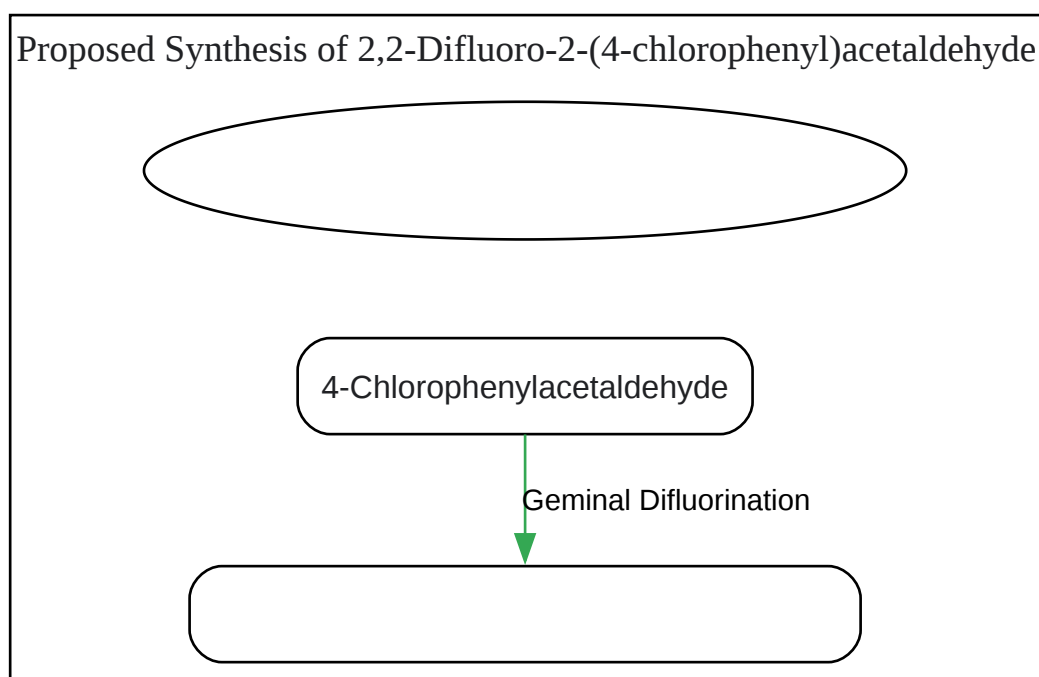 Proposed Synthesis of 2,2-Difluoro-2-(4-chlorophenyl)acetaldehyde
4-Chlorophenylacetaldehyde
Geminal Difluorination